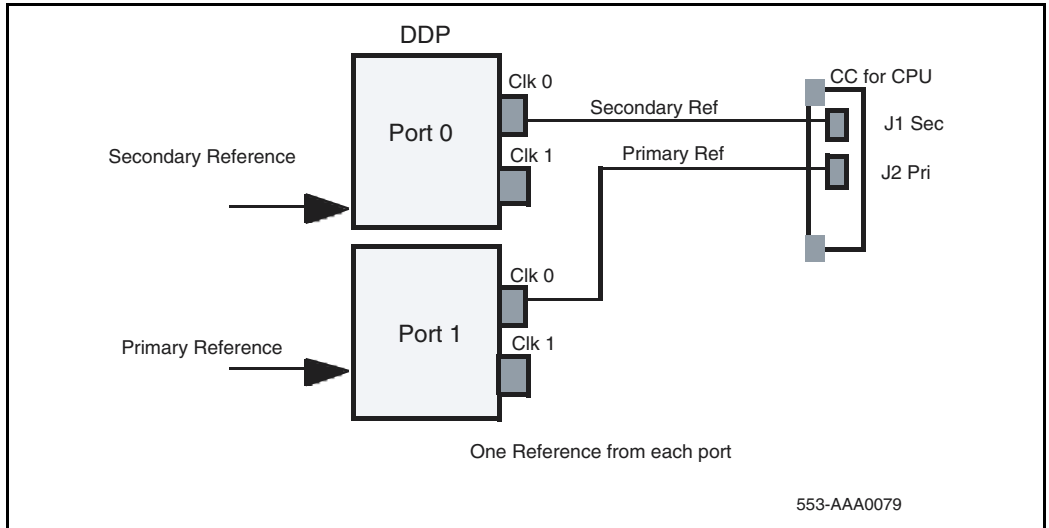 DDP
Clk 0
CC for CPU
Secondary Ref
J1 Sec
Port 0
Clk 1
Primary Ref
Secondary Reference
J2 Pri
Clk 0
Port 1
Clk 1
Primary Reference
One Reference from each port
553-AAA0079